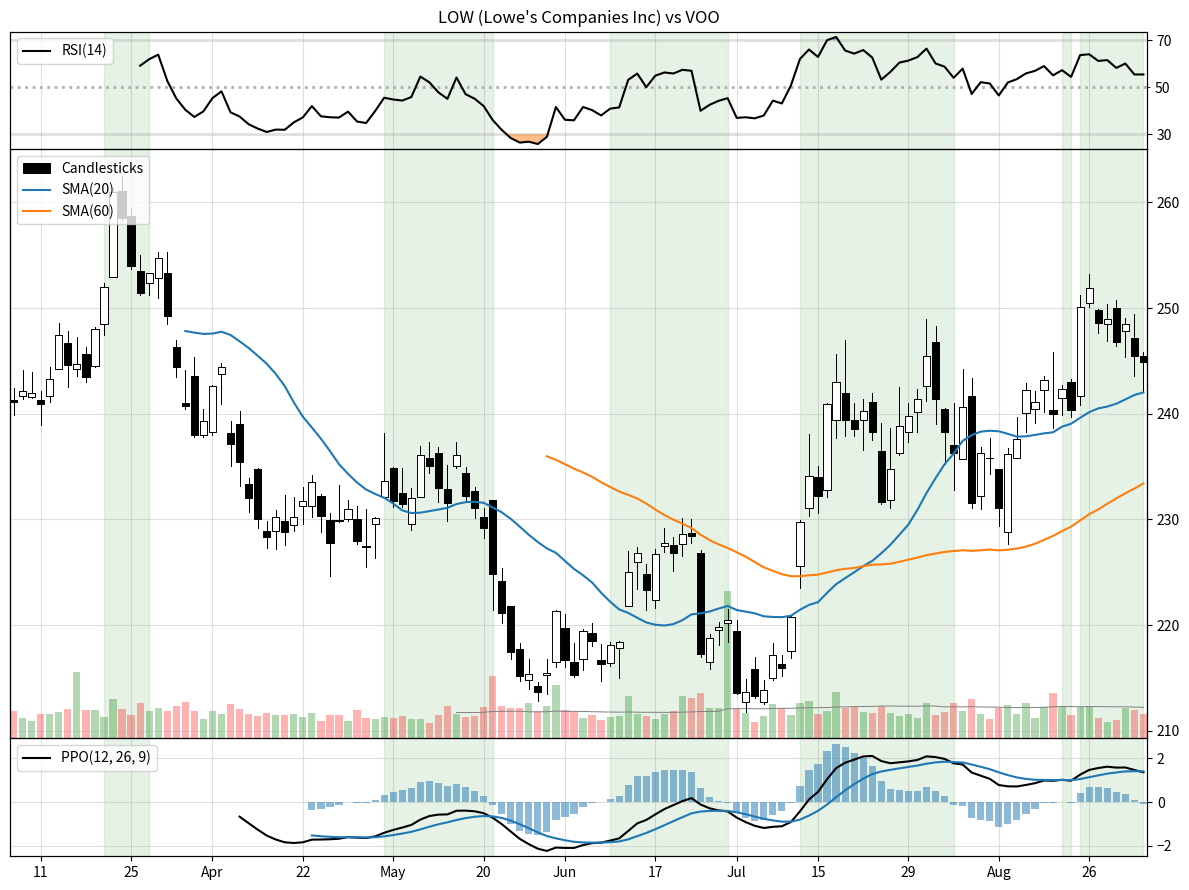 LOW (Lowe's Companies Inc) vs VOO
RSI(14)
70
50
30
Candlesticks
SMA(20)
SMA(60)
260
250
240
230
220
210
PPO(12, 26, 9)
2
0
−2
11 25 Apr 22 May 20 Jun 17 Jul 15 29 Aug 26